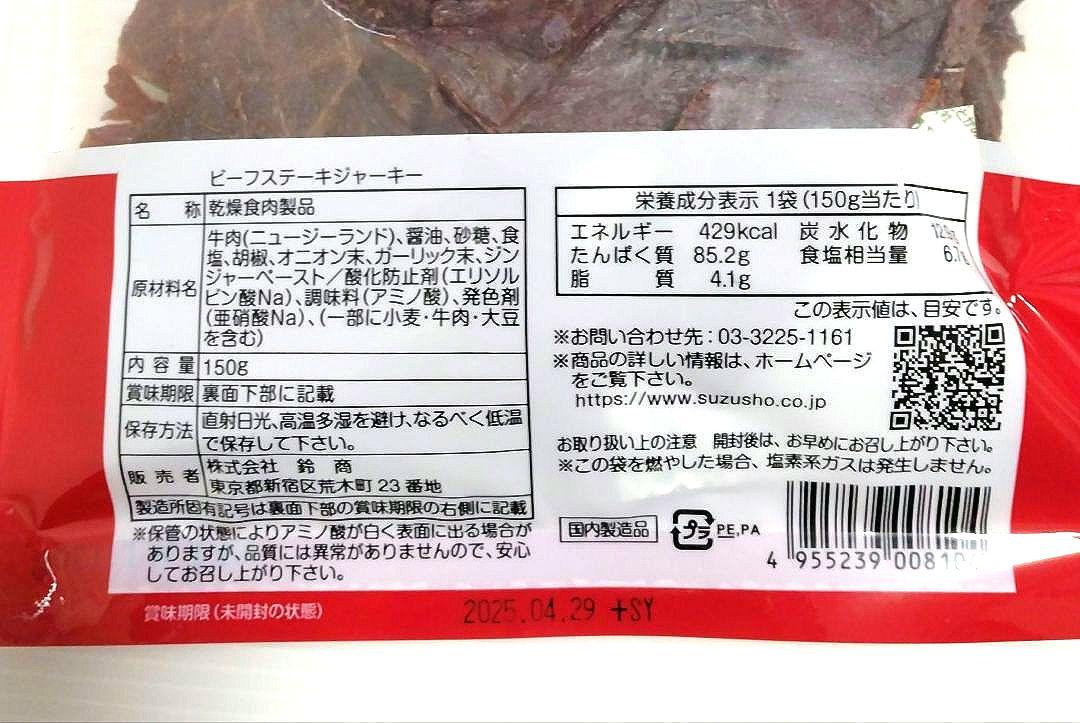 ビーフステーキジャーキー
名称 乾燥食肉製品
原材料名 牛肉(ニュージーランド)、醤油、砂糖、食
塩、胡椒、オニオン末、ガーリック末、ジン
ジャーペースト／酸化防止剤(エリソル
ビン酸Na)、調味料(アミノ酸)、発色剤
(亜硝酸Na)、(一部に小麦・牛肉・大豆
を含む)
内容量 150g
賞味期限 裏面下部に記載
保存方法 直射日光、高温多湿を避け、なるべく低温
で保存して下さい。
販売者 株式会社 鈴商
東京都新宿区荒木町23番地
製造所固有記号は裏面下部の賞味期限の右側に記載
※保管の状態によりアミノ酸が白く表面に出る場合が
ありますが、品質には異常がありませんので、安心
してお召し上がり下さい。
栄養成分表示 1袋(150g当たり)
エネルギー 429kcal 炭水化物
たんぱく質 85.2g 食塩相当量
脂質 4.1g
この表示値は、目安です。
※お問い合わせ先：03-3225-1161
※商品の詳しい情報は、ホームページ
をご覧下さい。
https://www.suzusho.co.jp
お取り扱い上の注意 開封後は、お早めにお召し上がり下さい。
※この袋を燃やした場合、塩素系ガスは発生しません。
国内製造品 プラ PE,PA
4 955239 00810
賞味期限(未開封の状態) 2025.04.29 +SY